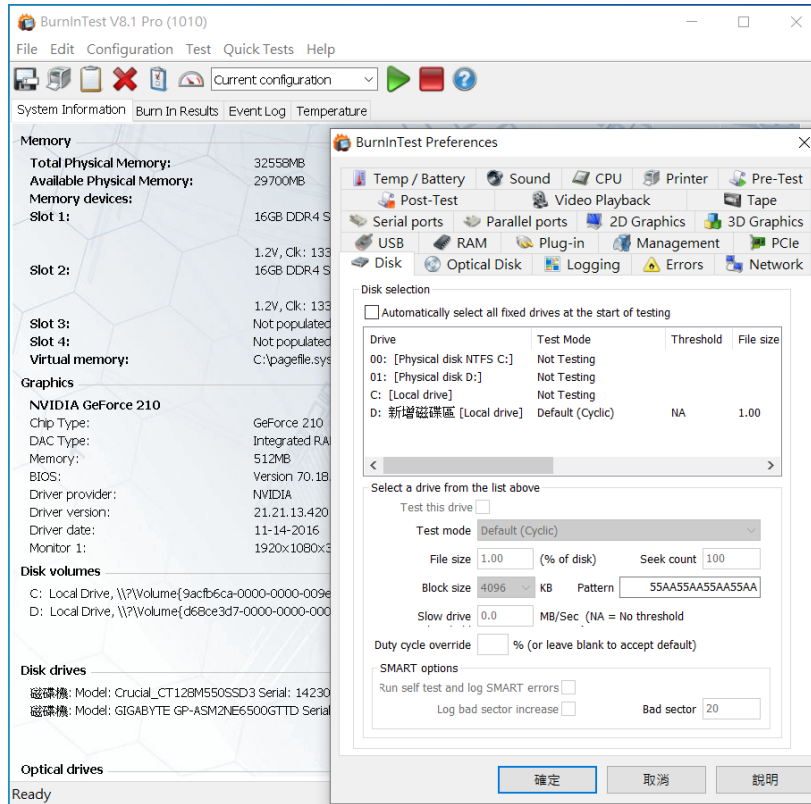 BurnInTest V8.1 Pro (1010)
File Edit Configuration Test Quick Tests Help
Current configuration
System Information Burn In Results Event Log Temperature
Memory
Total Physical Memory: 32558MB
Available Physical Memory: 29700MB
Memory devices:
Slot 1: 16GB DDR4 S
1.2V, Clk: 133
Slot 2: 16GB DDR4 S
1.2V, Clk: 133
Slot 3: Not populated
Slot 4: Not populated
Virtual memory: C:\pagefile.sys
Graphics
NVIDIA GeForce 210
Chip Type: GeForce 210
DAC Type: Integrated RA
Memory: 512MB
BIOS: Version 70.18.
Driver provider: NVIDIA
Driver version: 21.21.13.420
Driver date: 11-14-2016
Monitor 1: 1920x1080x3
Disk volumes
C: Local Drive, \\?\Volume{9acfb6ca-0000-0000-009e
D: Local Drive, \\?\Volume{d68ce3d7-0000-0000-000
Disk drives
磁碟機: Model: Crucial_CT128M550SSD3 Serial: 14230
磁碟機: Model: GIGABYTE GP-ASM2NE6500GTTD Serial
Optical drives
Ready
BurnInTest Preferences
Temp / Battery Sound CPU Printer Pre-Test
Post-Test Video Playback Tape
Serial ports Parallel ports 2D Graphics 3D Graphics
USB RAM Plug-in Management PCIe
Disk Optical Disk Logging Errors Network
Disk selection
Automatically select all fixed drives at the start of testing
Drive Test Mode Threshold File size
00: [Physical disk NTFS C:] Not Testing
01: [Physical disk D:] Not Testing
C: [Local drive] Not Testing
D: 新增磁碟區 [Local drive] Default (Cyclic) NA 1.00
Select a drive from the list above
Test this drive
Test mode Default (Cyclic)
File size 1.00 (% of disk) Seek count 100
Block size 4096 KB Pattern 55AA55AA55AA55AA
Slow drive 0.0 MB/Sec (NA = No threshold
Duty cycle override % (or leave blank to accept default)
SMART options
Run self test and log SMART errors
Log bad sector increase Bad sector 20
確定 取消 說明